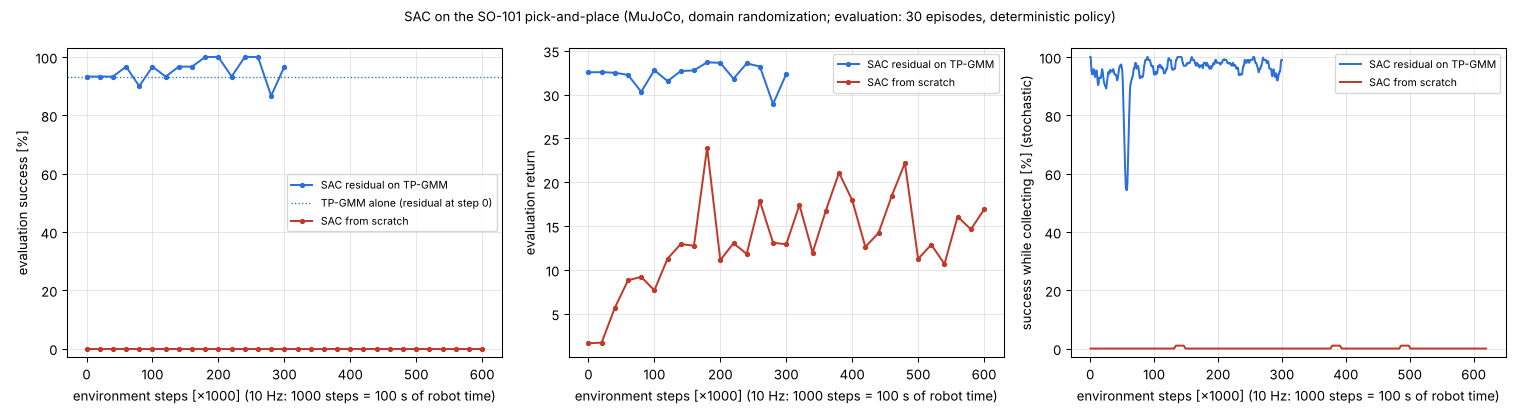 SAC on the SO-101 pick-and-place (MuJoCo, domain randomization; evaluation: 30 episodes, deterministic policy)
evaluation success [%]
100
80
60
40
20
0
SAC residual on TP-GMM
TP-GMM alone (residual at step 0)
SAC from scratch
0 100 200 300 400 500 600
environment steps [×1000] (10 Hz: 1000 steps = 100 s of robot time)
evaluation return
35
30
25
20
15
10
5
SAC residual on TP-GMM
SAC from scratch
0 100 200 300 400 500 600
environment steps [×1000] (10 Hz: 1000 steps = 100 s of robot time)
success while collecting [%] (stochastic)
100
80
60
40
20
0
SAC residual on TP-GMM
SAC from scratch
0 100 200 300 400 500 600
environment steps [×1000] (10 Hz: 1000 steps = 100 s of robot time)